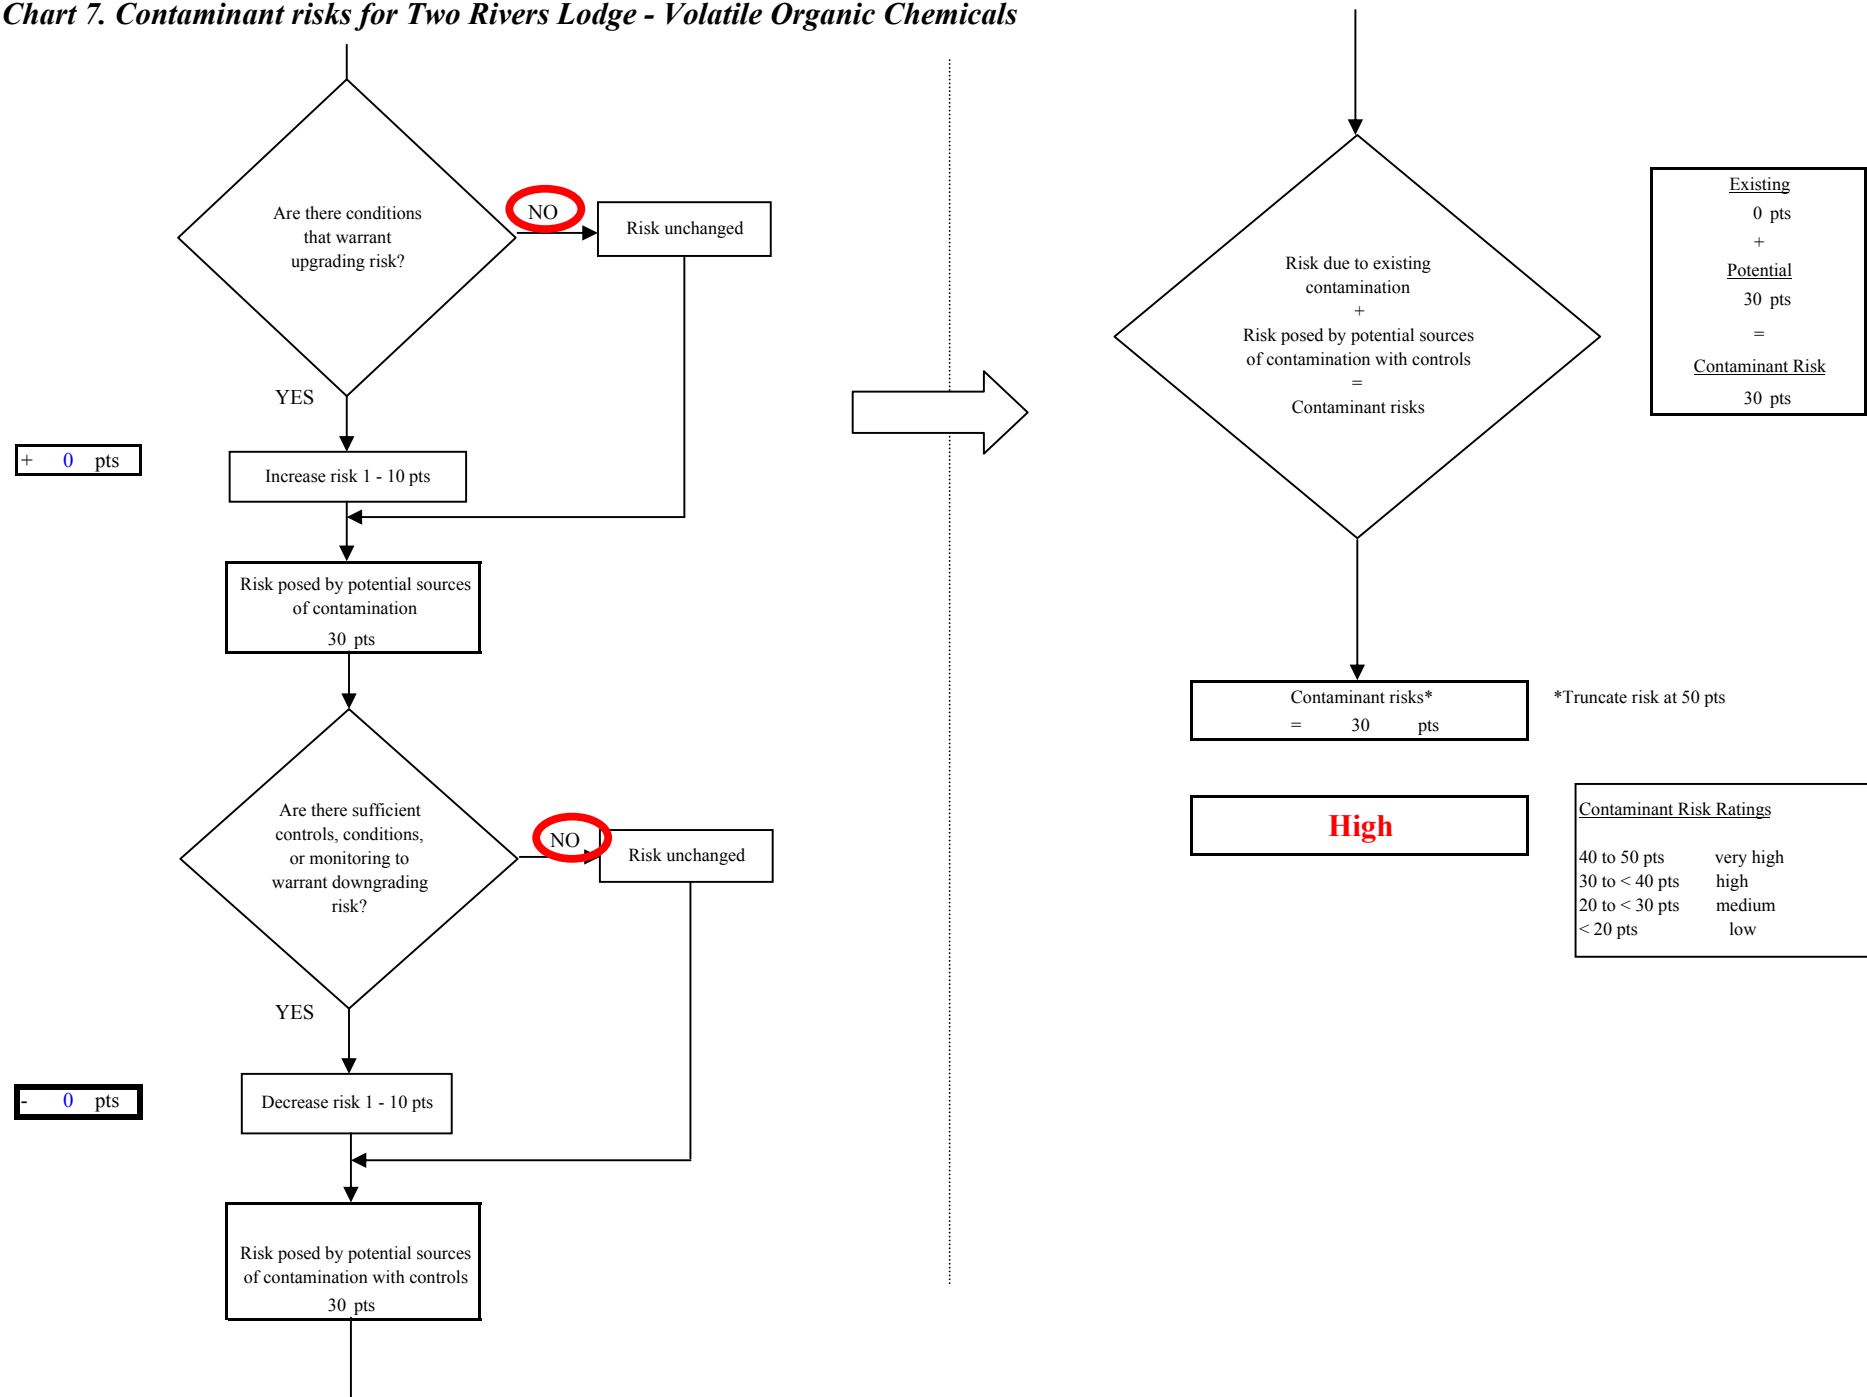 Chart 7. Contaminant risks for Two Rivers Lodge - Volatile Organic Chemicals
Are there conditions
that warrant
upgrading risk?
NO
Risk unchanged
YES
+ 0 pts
Increase risk 1 - 10 pts
Risk posed by potential sources
of contamination
30 pts
Are there sufficient
controls, conditions,
or monitoring to
warrant downgrading
risk?
NO
Risk unchanged
YES
- 0 pts
Decrease risk 1 - 10 pts
Risk posed by potential sources
of contamination with controls
30 pts
Risk due to existing
contamination
+
Risk posed by potential sources
of contamination with controls
=
Contaminant risks
Existing
0 pts
+
Potential
30 pts
=
Contaminant Risk
30 pts
Contaminant risks*
= 30 pts
*Truncate risk at 50 pts
High
Contaminant Risk Ratings
40 to 50 pts very high
30 to < 40 pts high
20 to < 30 pts medium
< 20 pts low